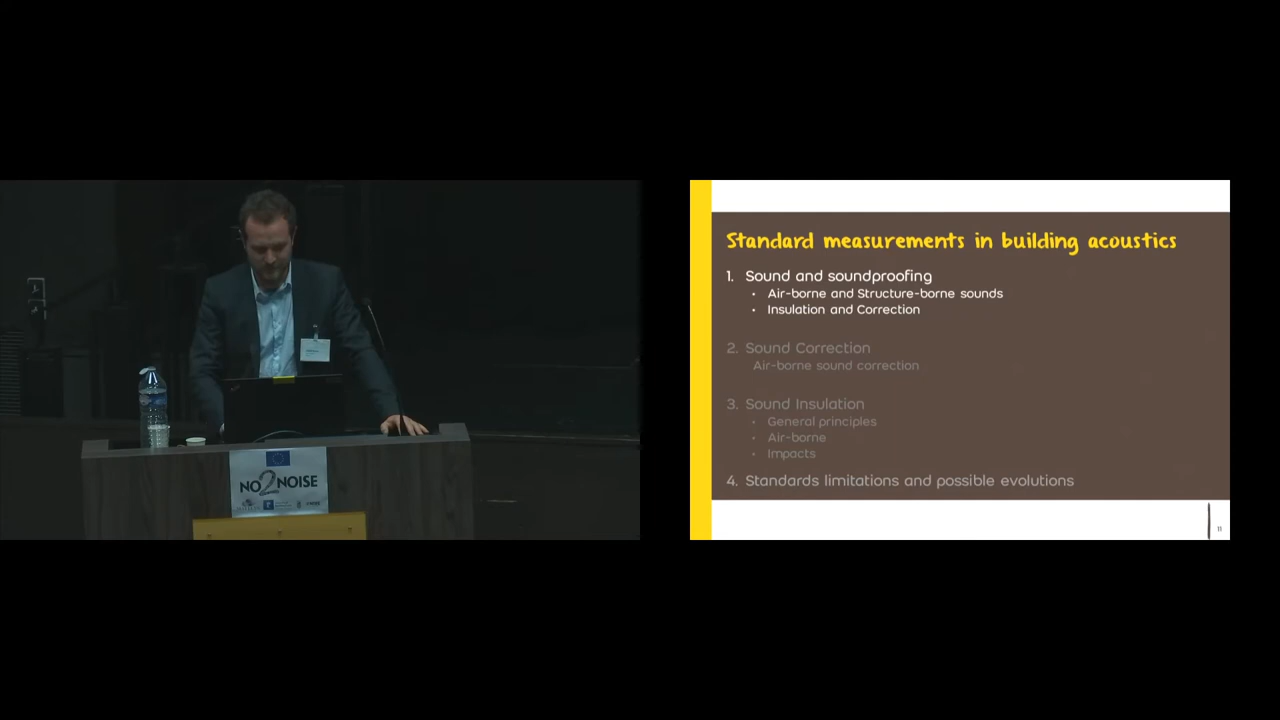 NO2NOISE
Standard measurements in building acoustics
1. Sound and soundproofing
• Air-borne and Structure-borne sounds
• Insulation and Correction
2. Sound Correction
Air-borne sound correction
3. Sound Insulation
• General principles
• Air-borne
• Impacts
4. Standards limitations and possible evolutions
11